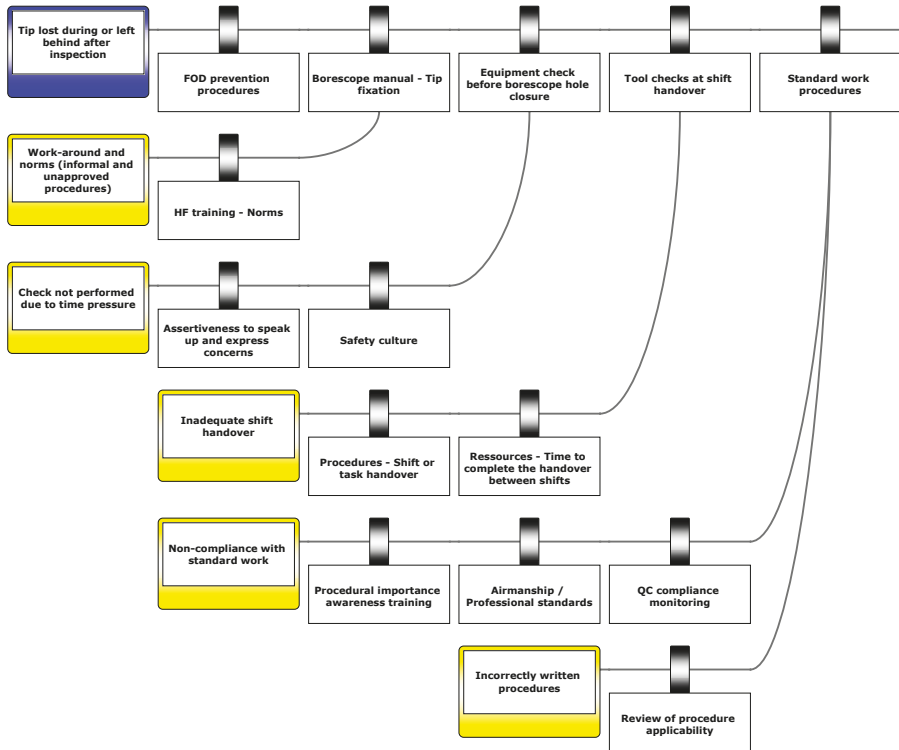 Tip lost during or left
behind after
inspection
FOD prevention
procedures
Borescope manual - Tip
fixation
Equipment check
before borescope hole
closure
Tool checks at shift
handover
Standard work
procedures
Work-around and
norms (informal and
unapproved
procedures)
HF training - Norms
Check not performed
due to time pressure
Assertiveness to speak
up and express
concerns
Safety culture
Inadequate shift
handover
Procedures - Shift or
task handover
Ressources - Time to
complete the handover
between shifts
Non-compliance with
standard work
Procedural importance
awareness training
Airmanship /
Professional standards
QC compliance
monitoring
Incorrectly written
procedures
Review of procedure
applicability